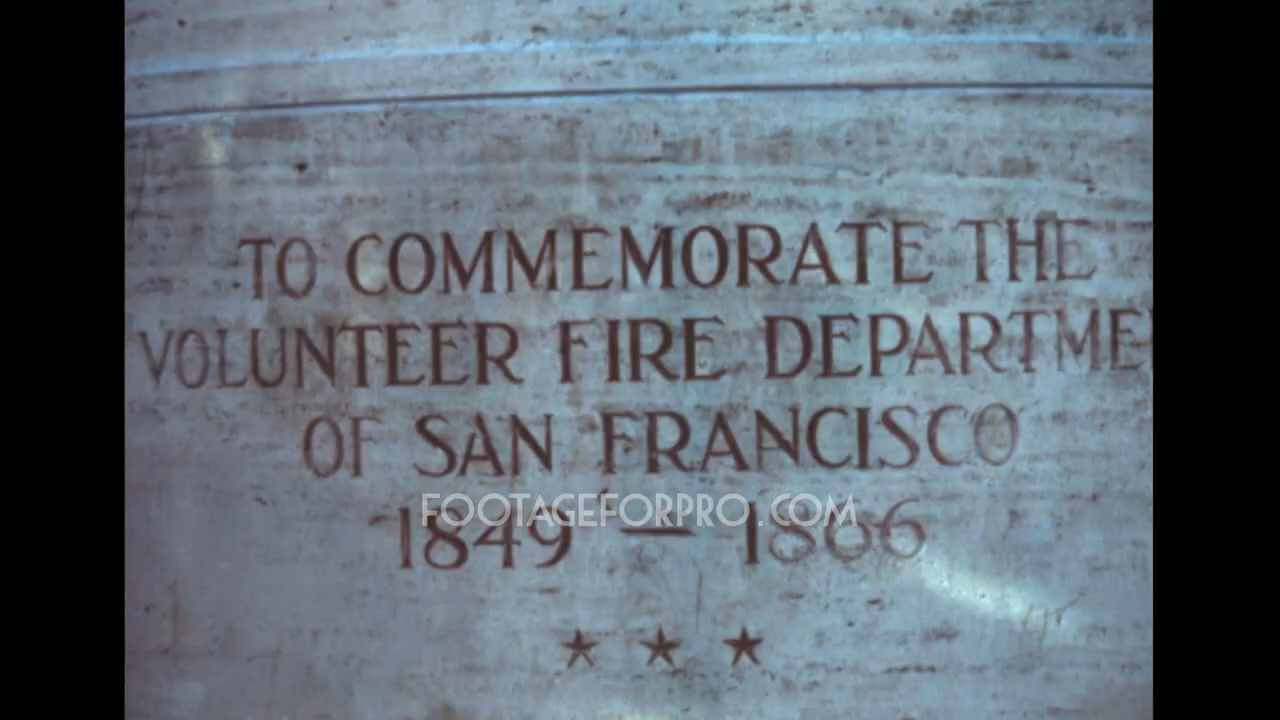 TO COMMEMORATE THE
VOLUNTEER FIRE DEPARTME
OF SAN FRANCISCO
FOOTAGEFORPRO.COM
1849 — 1866